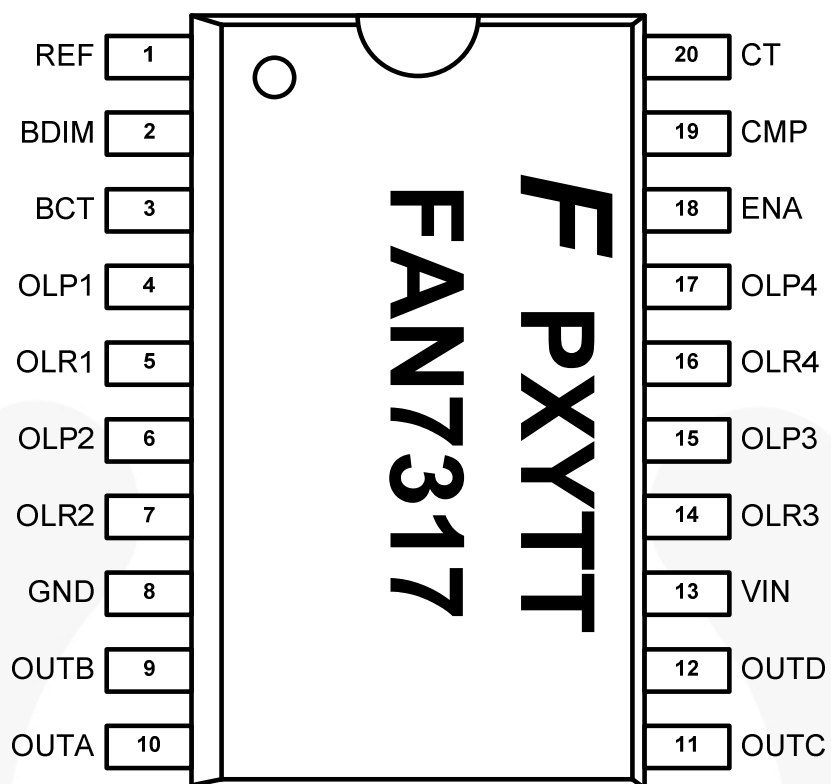 REF 1 20 CT
BDIM 2 19 CMP
BCT 3 18 ENA
OLP1 4 17 OLP4
OLR1 5 16 OLR4
OLP2 6 15 OLP3
OLR2 7 14 OLR3
GND 8 13 VIN
OUTB 9 12 OUTD
OUTA 10 11 OUTC
F PXYTT
FAN7317